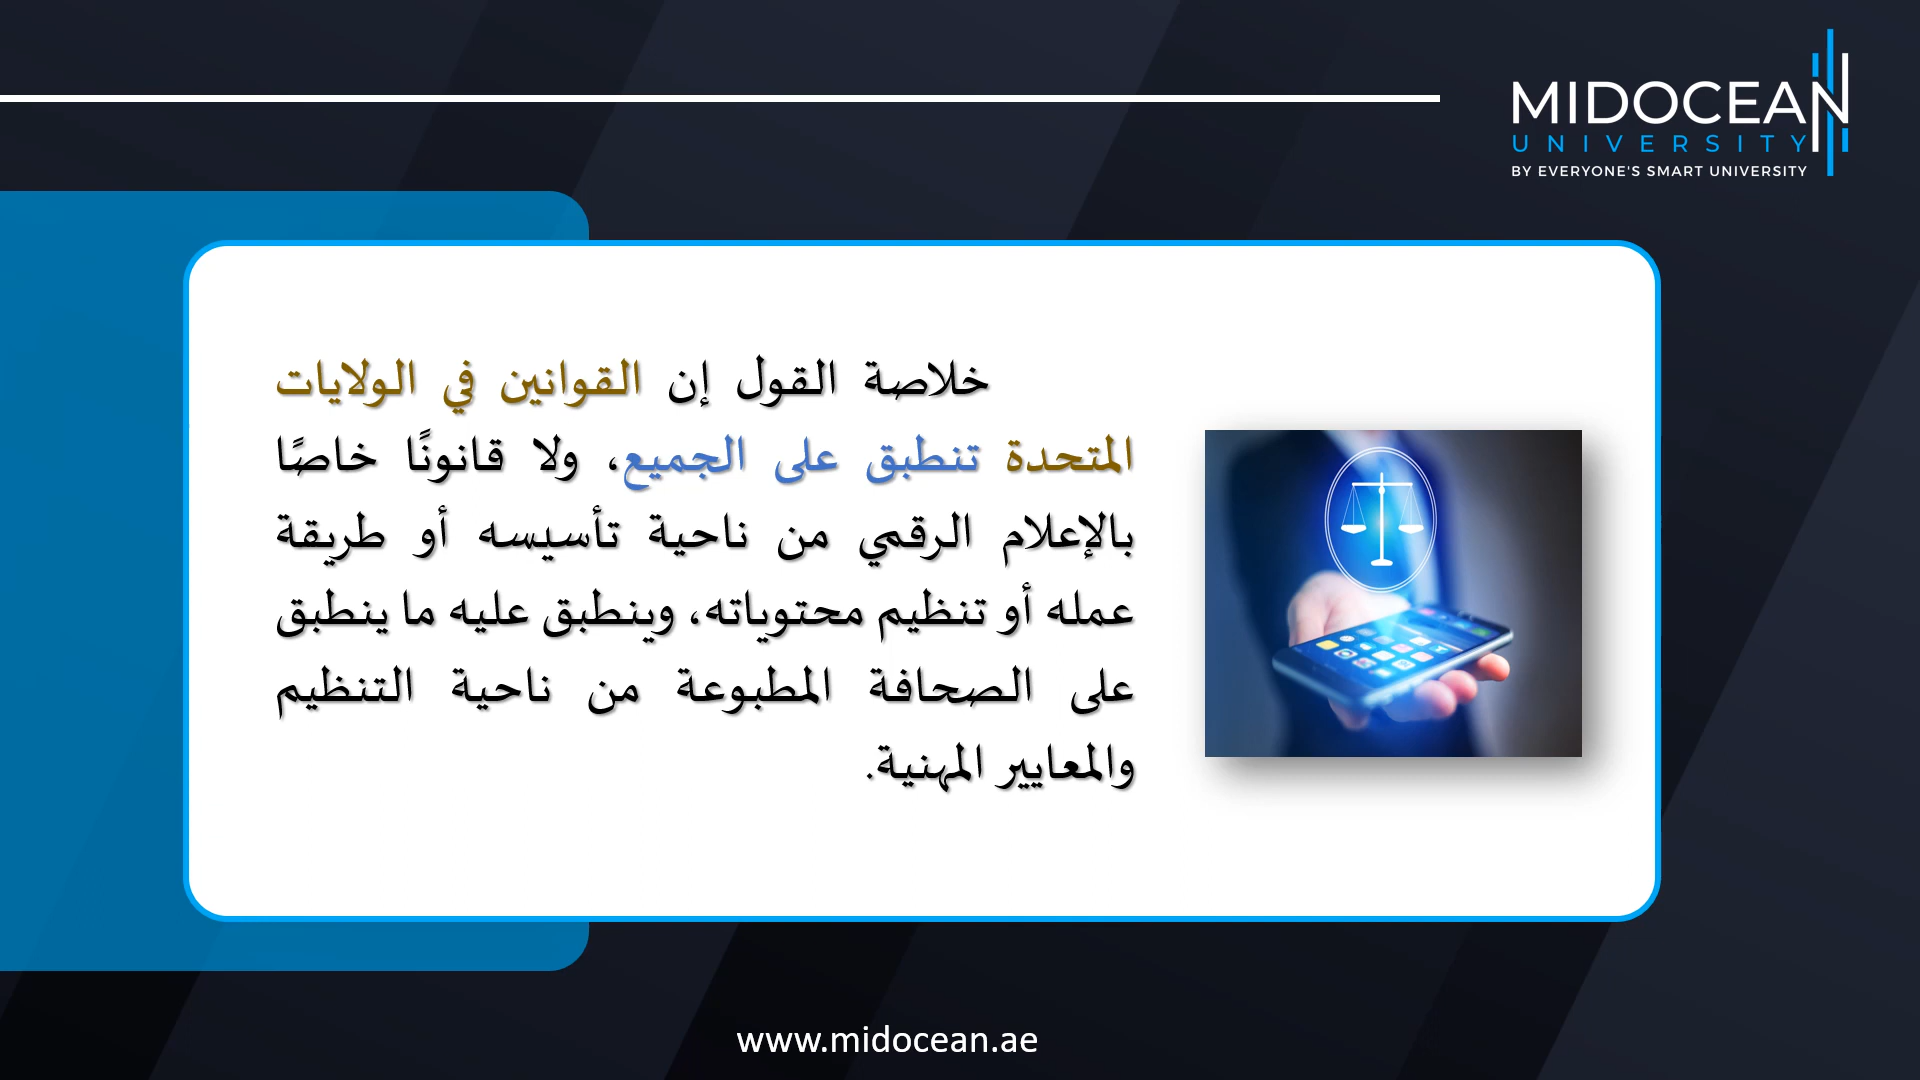 MIDOCEAN
UNIVERSITY
BY EVERYONE'S SMART UNIVERSITY
خلاصة القول إن القوانين في الولايات
المتحدة تنطبق على الجميع، ولا قانونًا خاصًا
بالإعلام الرقمي من ناحية تأسيسه أو طريقة
عمله أو تنظيم محتوياته، وينطبق عليه ما ينطبق
على الصحافة المطبوعة من ناحية التنظيم
والمعايير المهنية.
www.midocean.ae